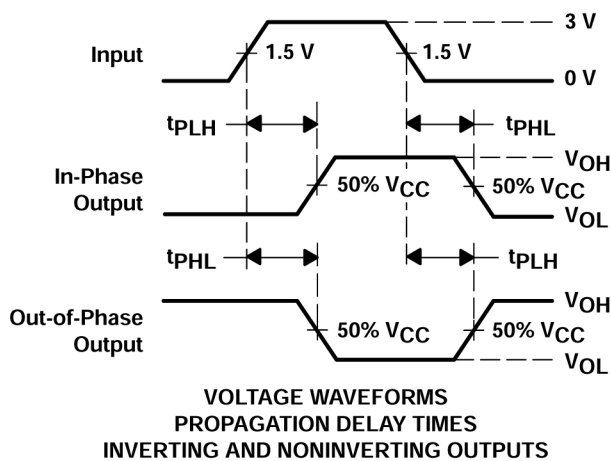 3 V
Input
1.5 V
1.5 V
0 V
tPLH
tPHL
VOH
In-Phase
Output
50% VCC
50% VCC
VOL
tPHL
tPLH
VOH
Out-of-Phase
Output
50% VCC
50% VCC
VOL
VOLTAGE WAVEFORMS
PROPAGATION DELAY TIMES
INVERTING AND NONINVERTING OUTPUTS